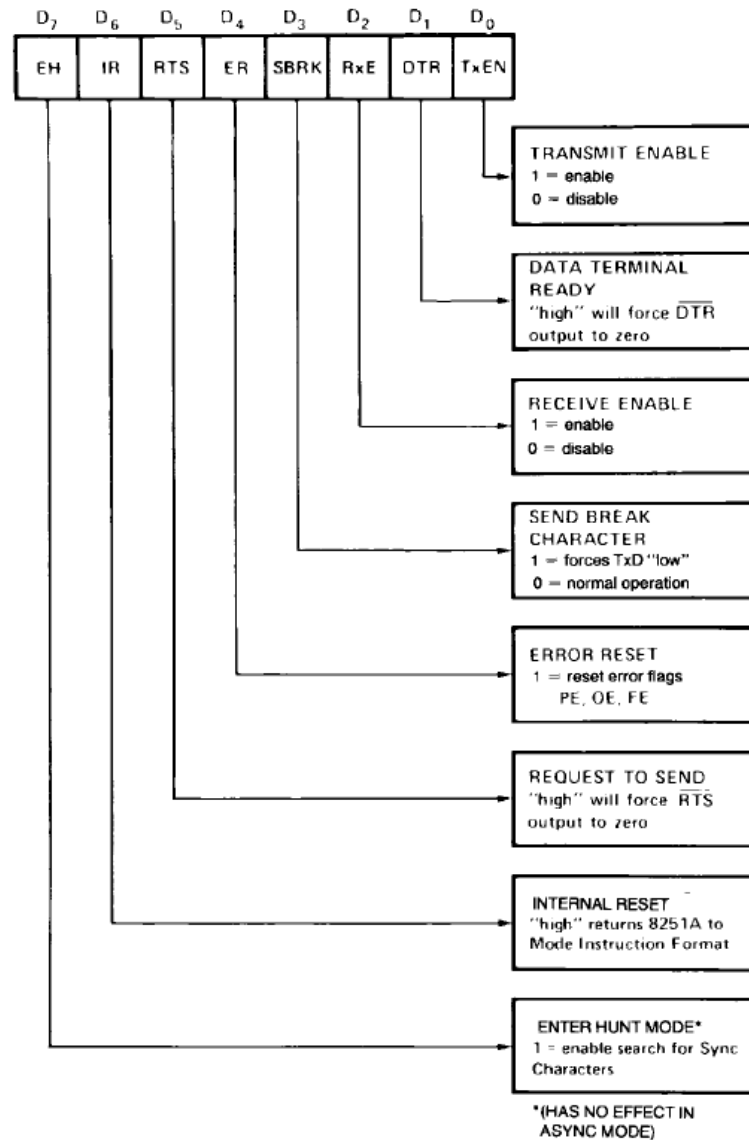 D7 D6 D5 D4 D3 D2 D1 D0
EH IR RTS ER SBRK RxE DTR TxEN
TRANSMIT ENABLE
1 = enable
0 = disable
DATA TERMINAL
READY
"high" will force DTR
output to zero
RECEIVE ENABLE
1 = enable
0 = disable
SEND BREAK
CHARACTER
1 = forces TxD "low"
0 = normal operation
ERROR RESET
1 = reset error flags
PE, OE, FE
REQUEST TO SEND
"high" will force RTS
output to zero
INTERNAL RESET
"high" returns 8251A to
Mode Instruction Format
ENTER HUNT MODE*
1 = enable search for Sync
Characters
*(HAS NO EFFECT IN
ASYNC MODE)